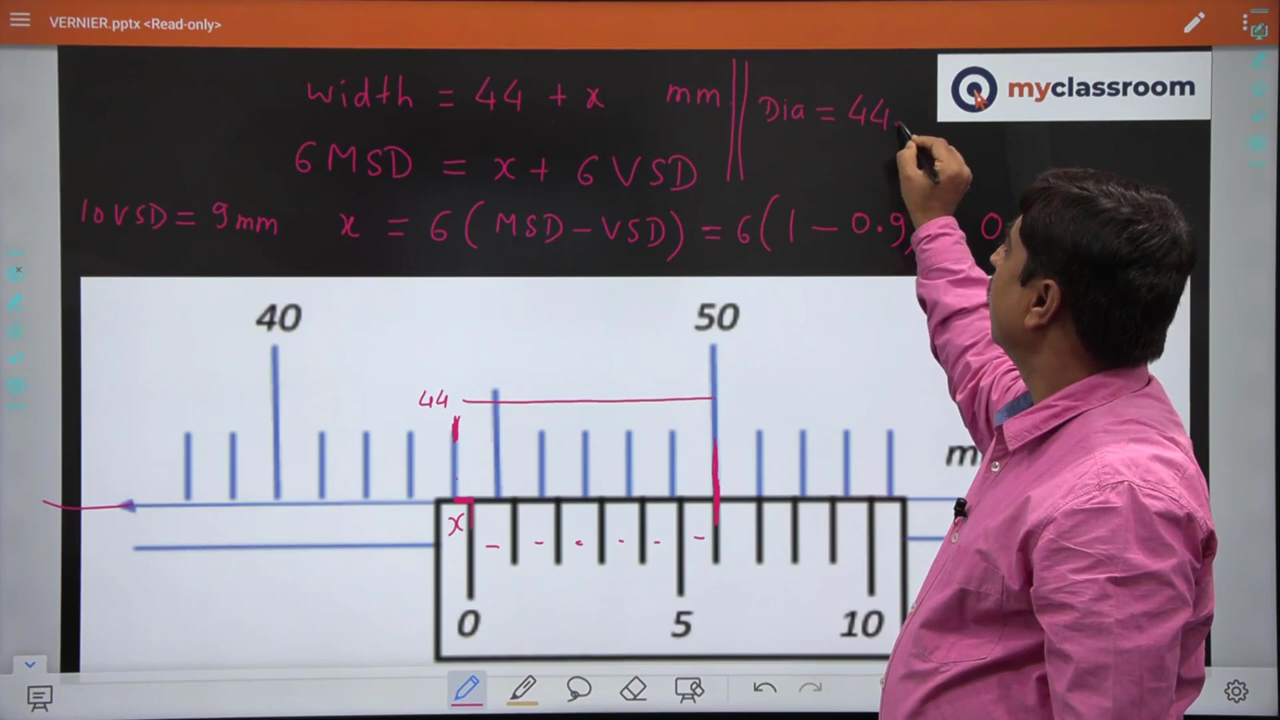 VERNIER.pptx <Read-only>
myclassroom
width = 44 + x mm
Dia = 44.
6 MSD = x + 6 VSD
10 VSD = 9 mm x = 6 ( MSD - VSD ) = 6 ( 1 - 0.9 0
40
50
44
x
0
5
10